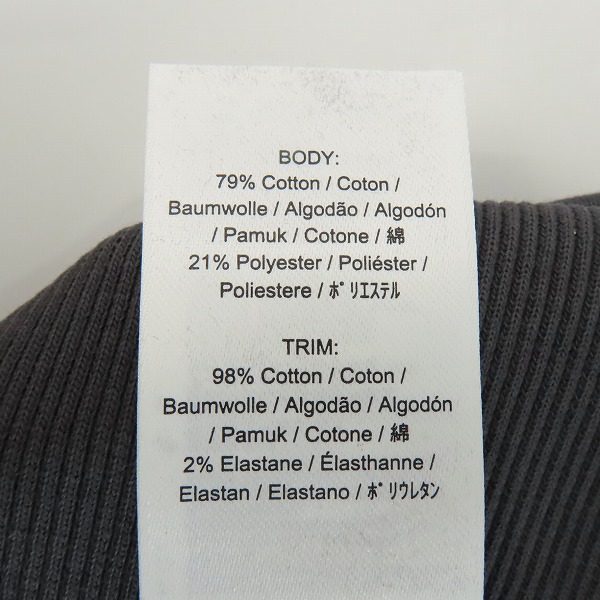 BODY:
79% Cotton / Coton /
Baumwolle / Algodão / Algodón
/ Pamuk / Cotone / 綿
21% Polyester / Poliéster /
Poliestere / ﾎﾟﾘｴｽﾃﾙ
TRIM:
98% Cotton / Coton /
Baumwolle / Algodão / Algodón
/ Pamuk / Cotone / 綿
2% Elastane / Élasthanne /
Elastan / Elastano / ﾎﾟﾘｳﾚﾀﾝ